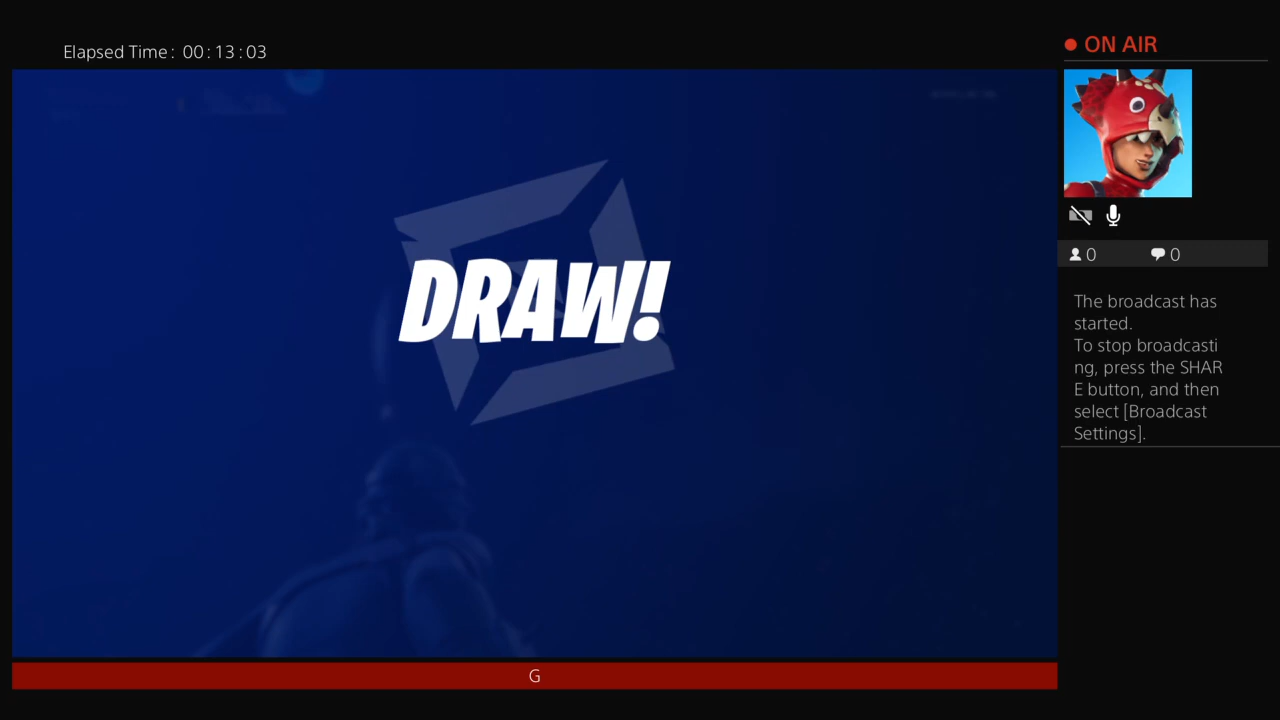 Elapsed Time: 00:13:03
ON AIR
DRAW!
0 0
The broadcast has
started.
To stop broadcasti
ng, press the SHAR
E button, and then
select [Broadcast
Settings].
G